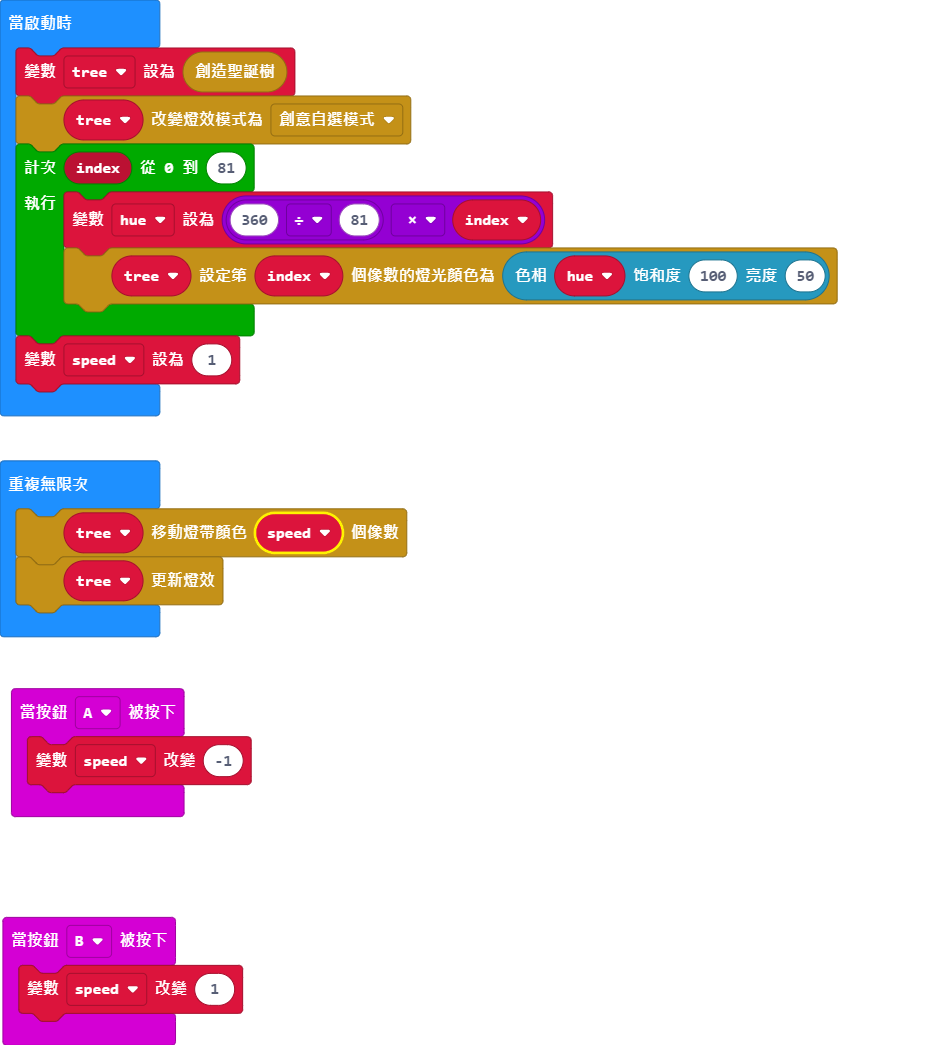 當啟動時
變數 tree 設為 創造聖誕樹
tree 改變燈效模式為 創意自選模式
計次 index 從 0 到 81
執行
變數 hue 設為 360 ÷ 81 × index
tree 設定第 index 個像數的燈光顏色為 色相 hue 飽和度 100 亮度 50
變數 speed 設為 1
重複無限次
tree 移動燈帶顏色 speed 個像數
tree 更新燈效
當按鈕 A 被按下
變數 speed 改變 -1
當按鈕 B 被按下
變數 speed 改變 1